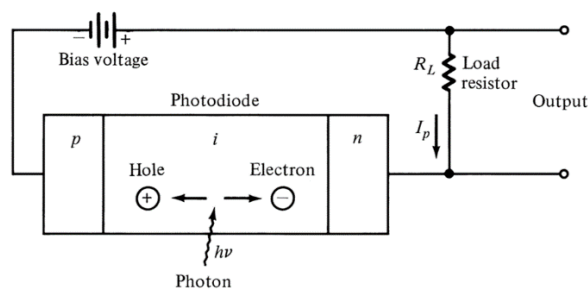 − +
Bias voltage
R_L
Load
resistor
Output
Photodiode
I_p
p i n
Hole Electron
+ −
hν
Photon